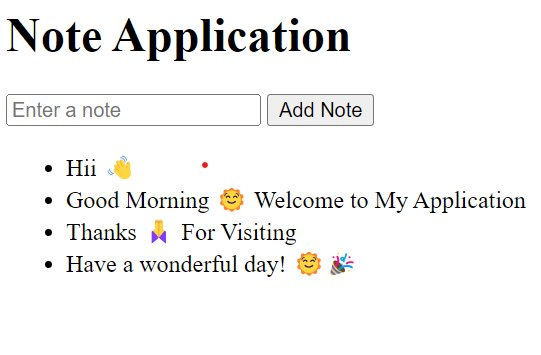 Note Application
Enter a note Add Note
Hii 👋
Good Morning 🌞 Welcome to My Application
Thanks 🙏 For Visiting
Have a wonderful day! 🌞 🎉